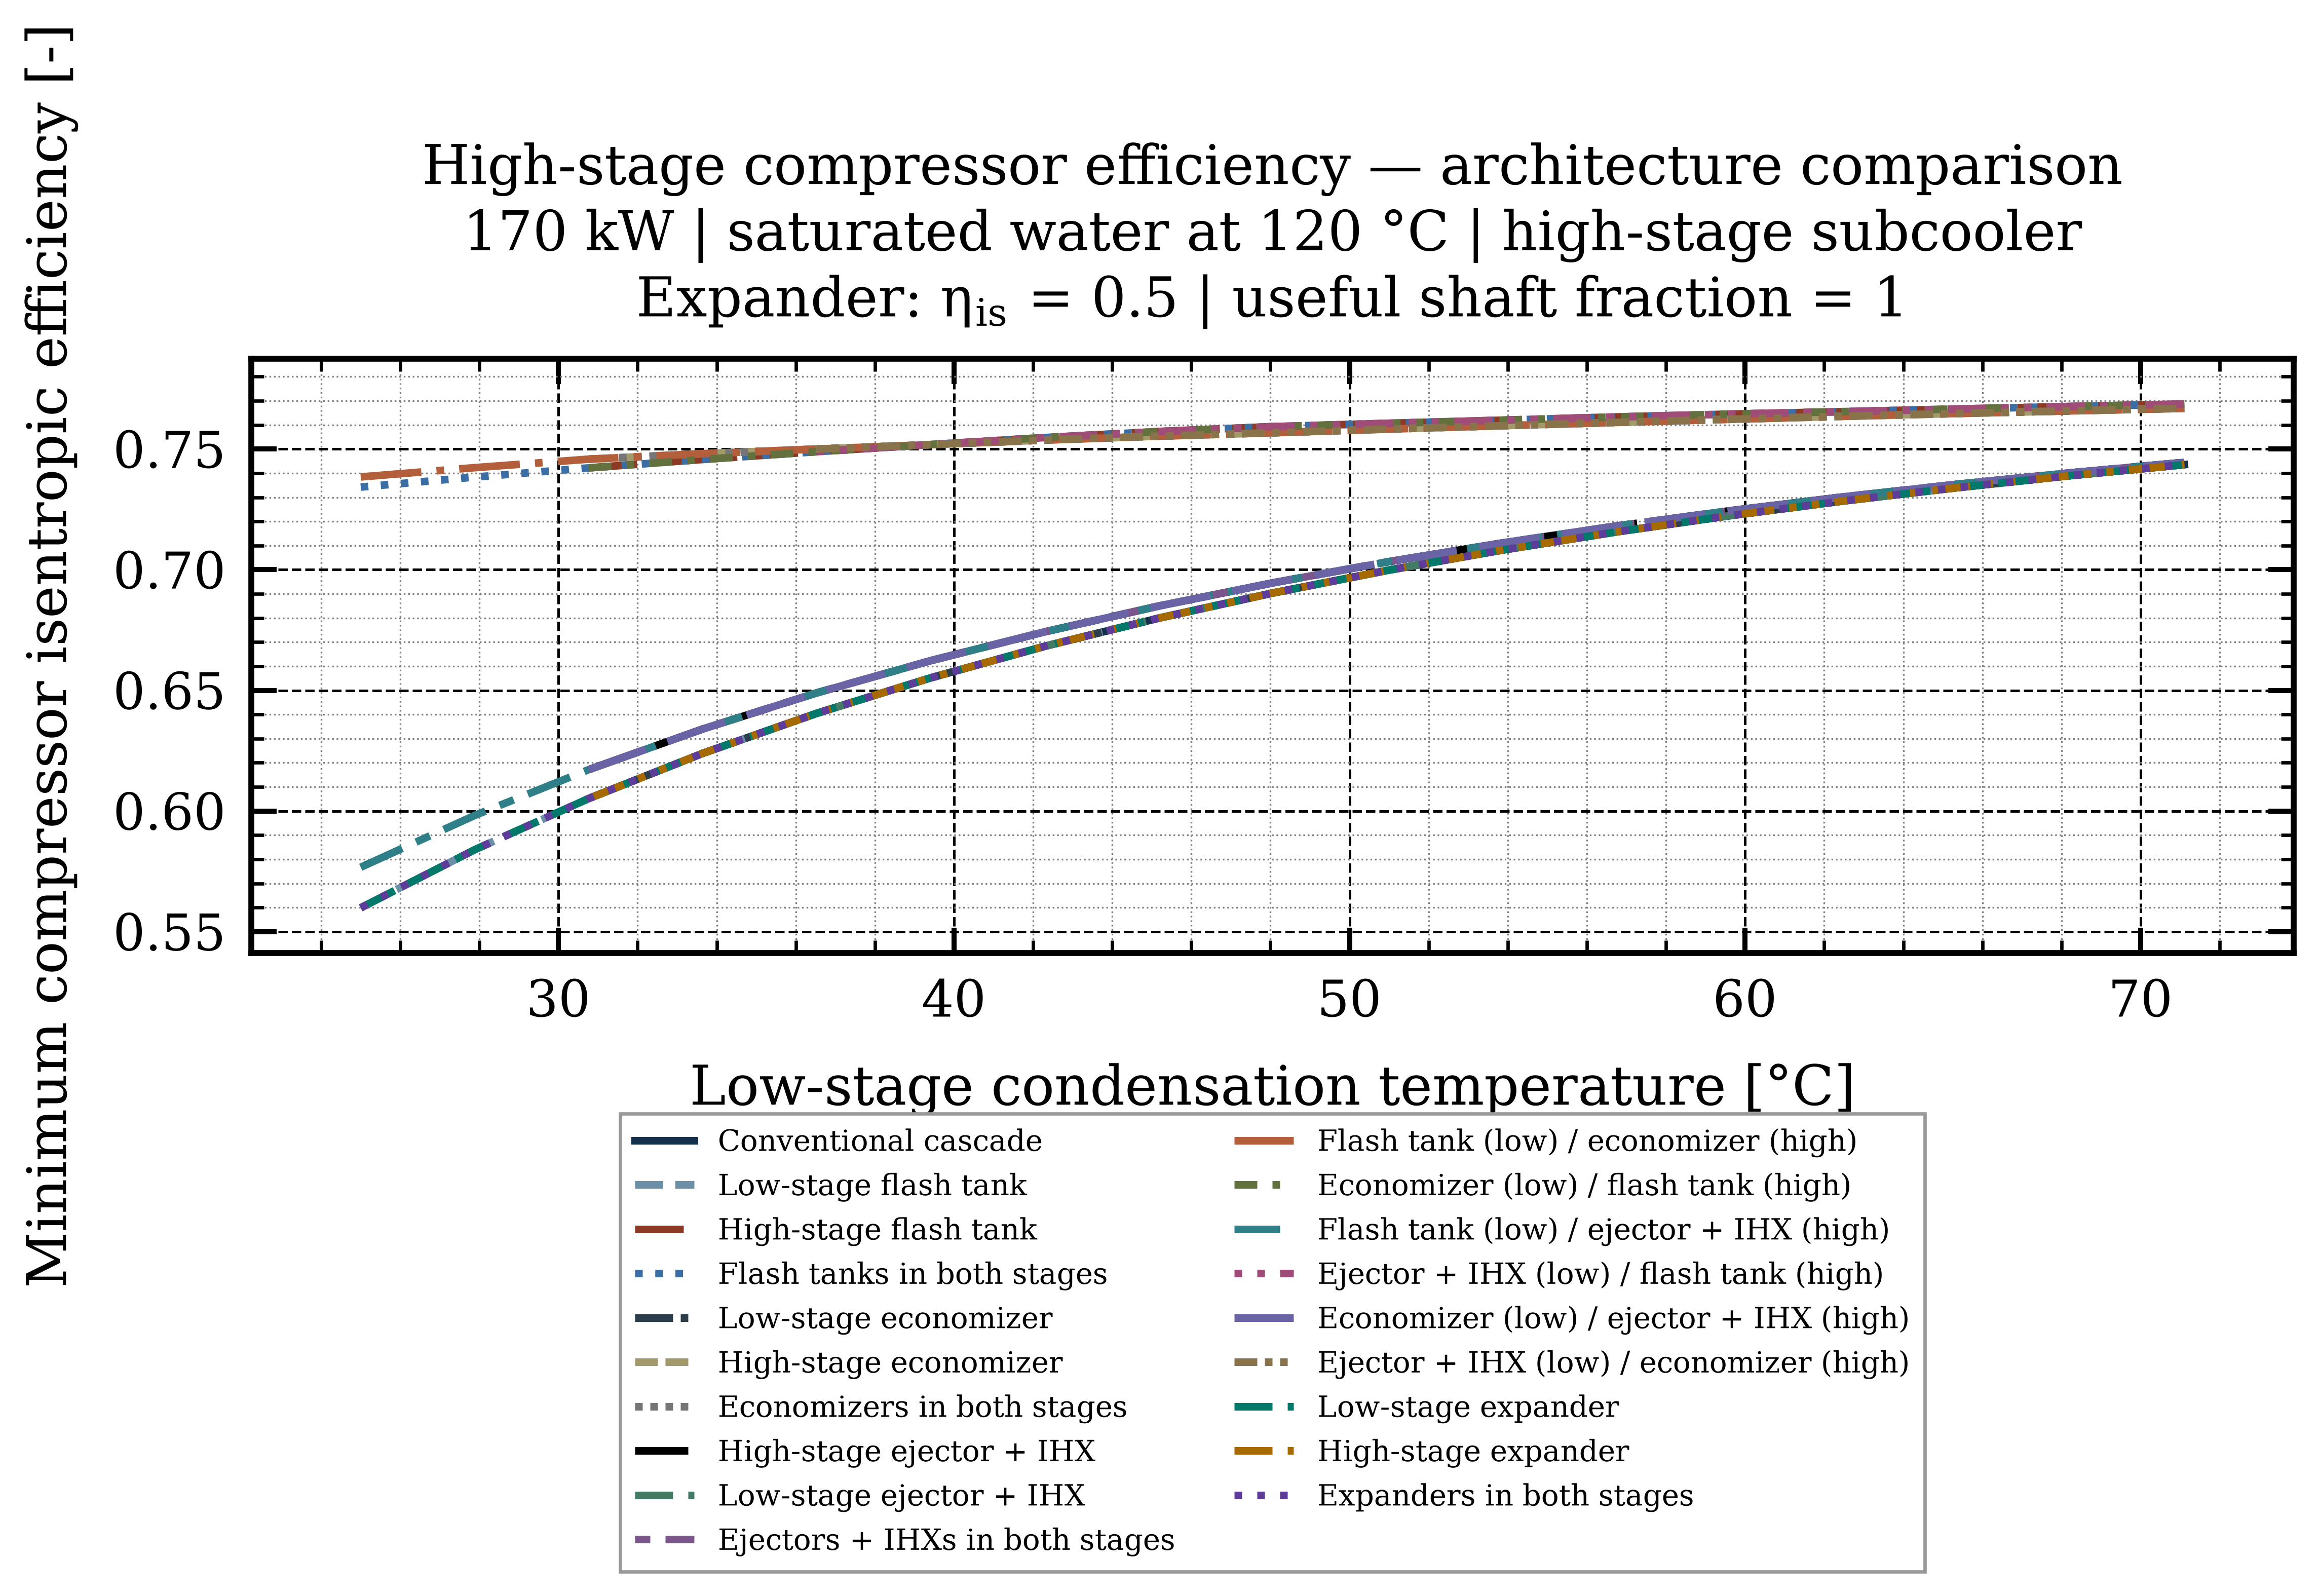 High-stage compressor efficiency — architecture comparison
170 kW | saturated water at 120 °C | high-stage subcooler
Expander: ηis = 0.5 | useful shaft fraction = 1
Minimum compressor isentropic efficiency [-]
0.75
0.70
0.65
0.60
0.55
30 40 50 60 70
Low-stage condensation temperature [°C]
Conventional cascade
Low-stage flash tank
High-stage flash tank
Flash tanks in both stages
Low-stage economizer
High-stage economizer
Economizers in both stages
High-stage ejector + IHX
Low-stage ejector + IHX
Ejectors + IHXs in both stages
Flash tank (low) / economizer (high)
Economizer (low) / flash tank (high)
Flash tank (low) / ejector + IHX (high)
Ejector + IHX (low) / flash tank (high)
Economizer (low) / ejector + IHX (high)
Ejector + IHX (low) / economizer (high)
Low-stage expander
High-stage expander
Expanders in both stages